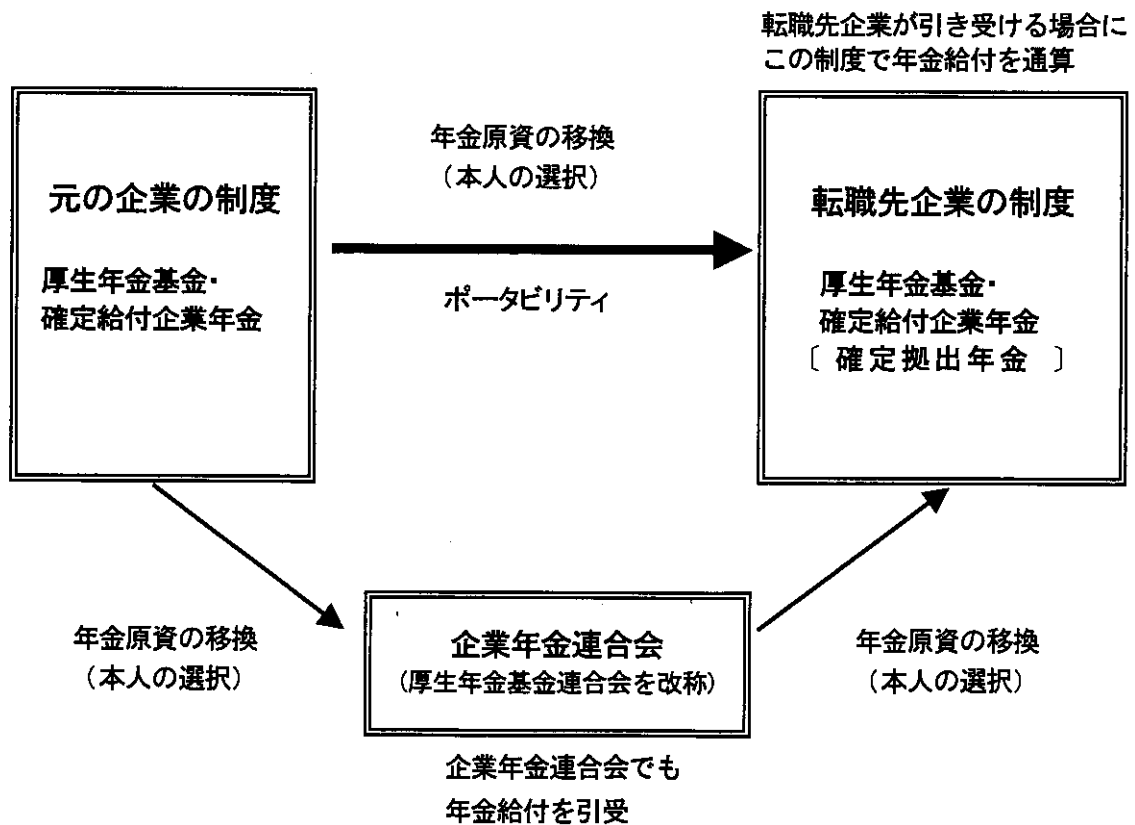 転職先企業が引き受ける場合に
この制度で年金給付を通算
元の企業の制度
厚生年金基金・
確定給付企業年金
年金原資の移換
（本人の選択）
ポータビリティ
転職先企業の制度
厚生年金基金・
確定給付企業年金
〔 確定拠出年金 〕
年金原資の移換
（本人の選択）
企業年金連合会
(厚生年金基金連合会を改称)
年金原資の移換
（本人の選択）
企業年金連合会でも
年金給付を引受